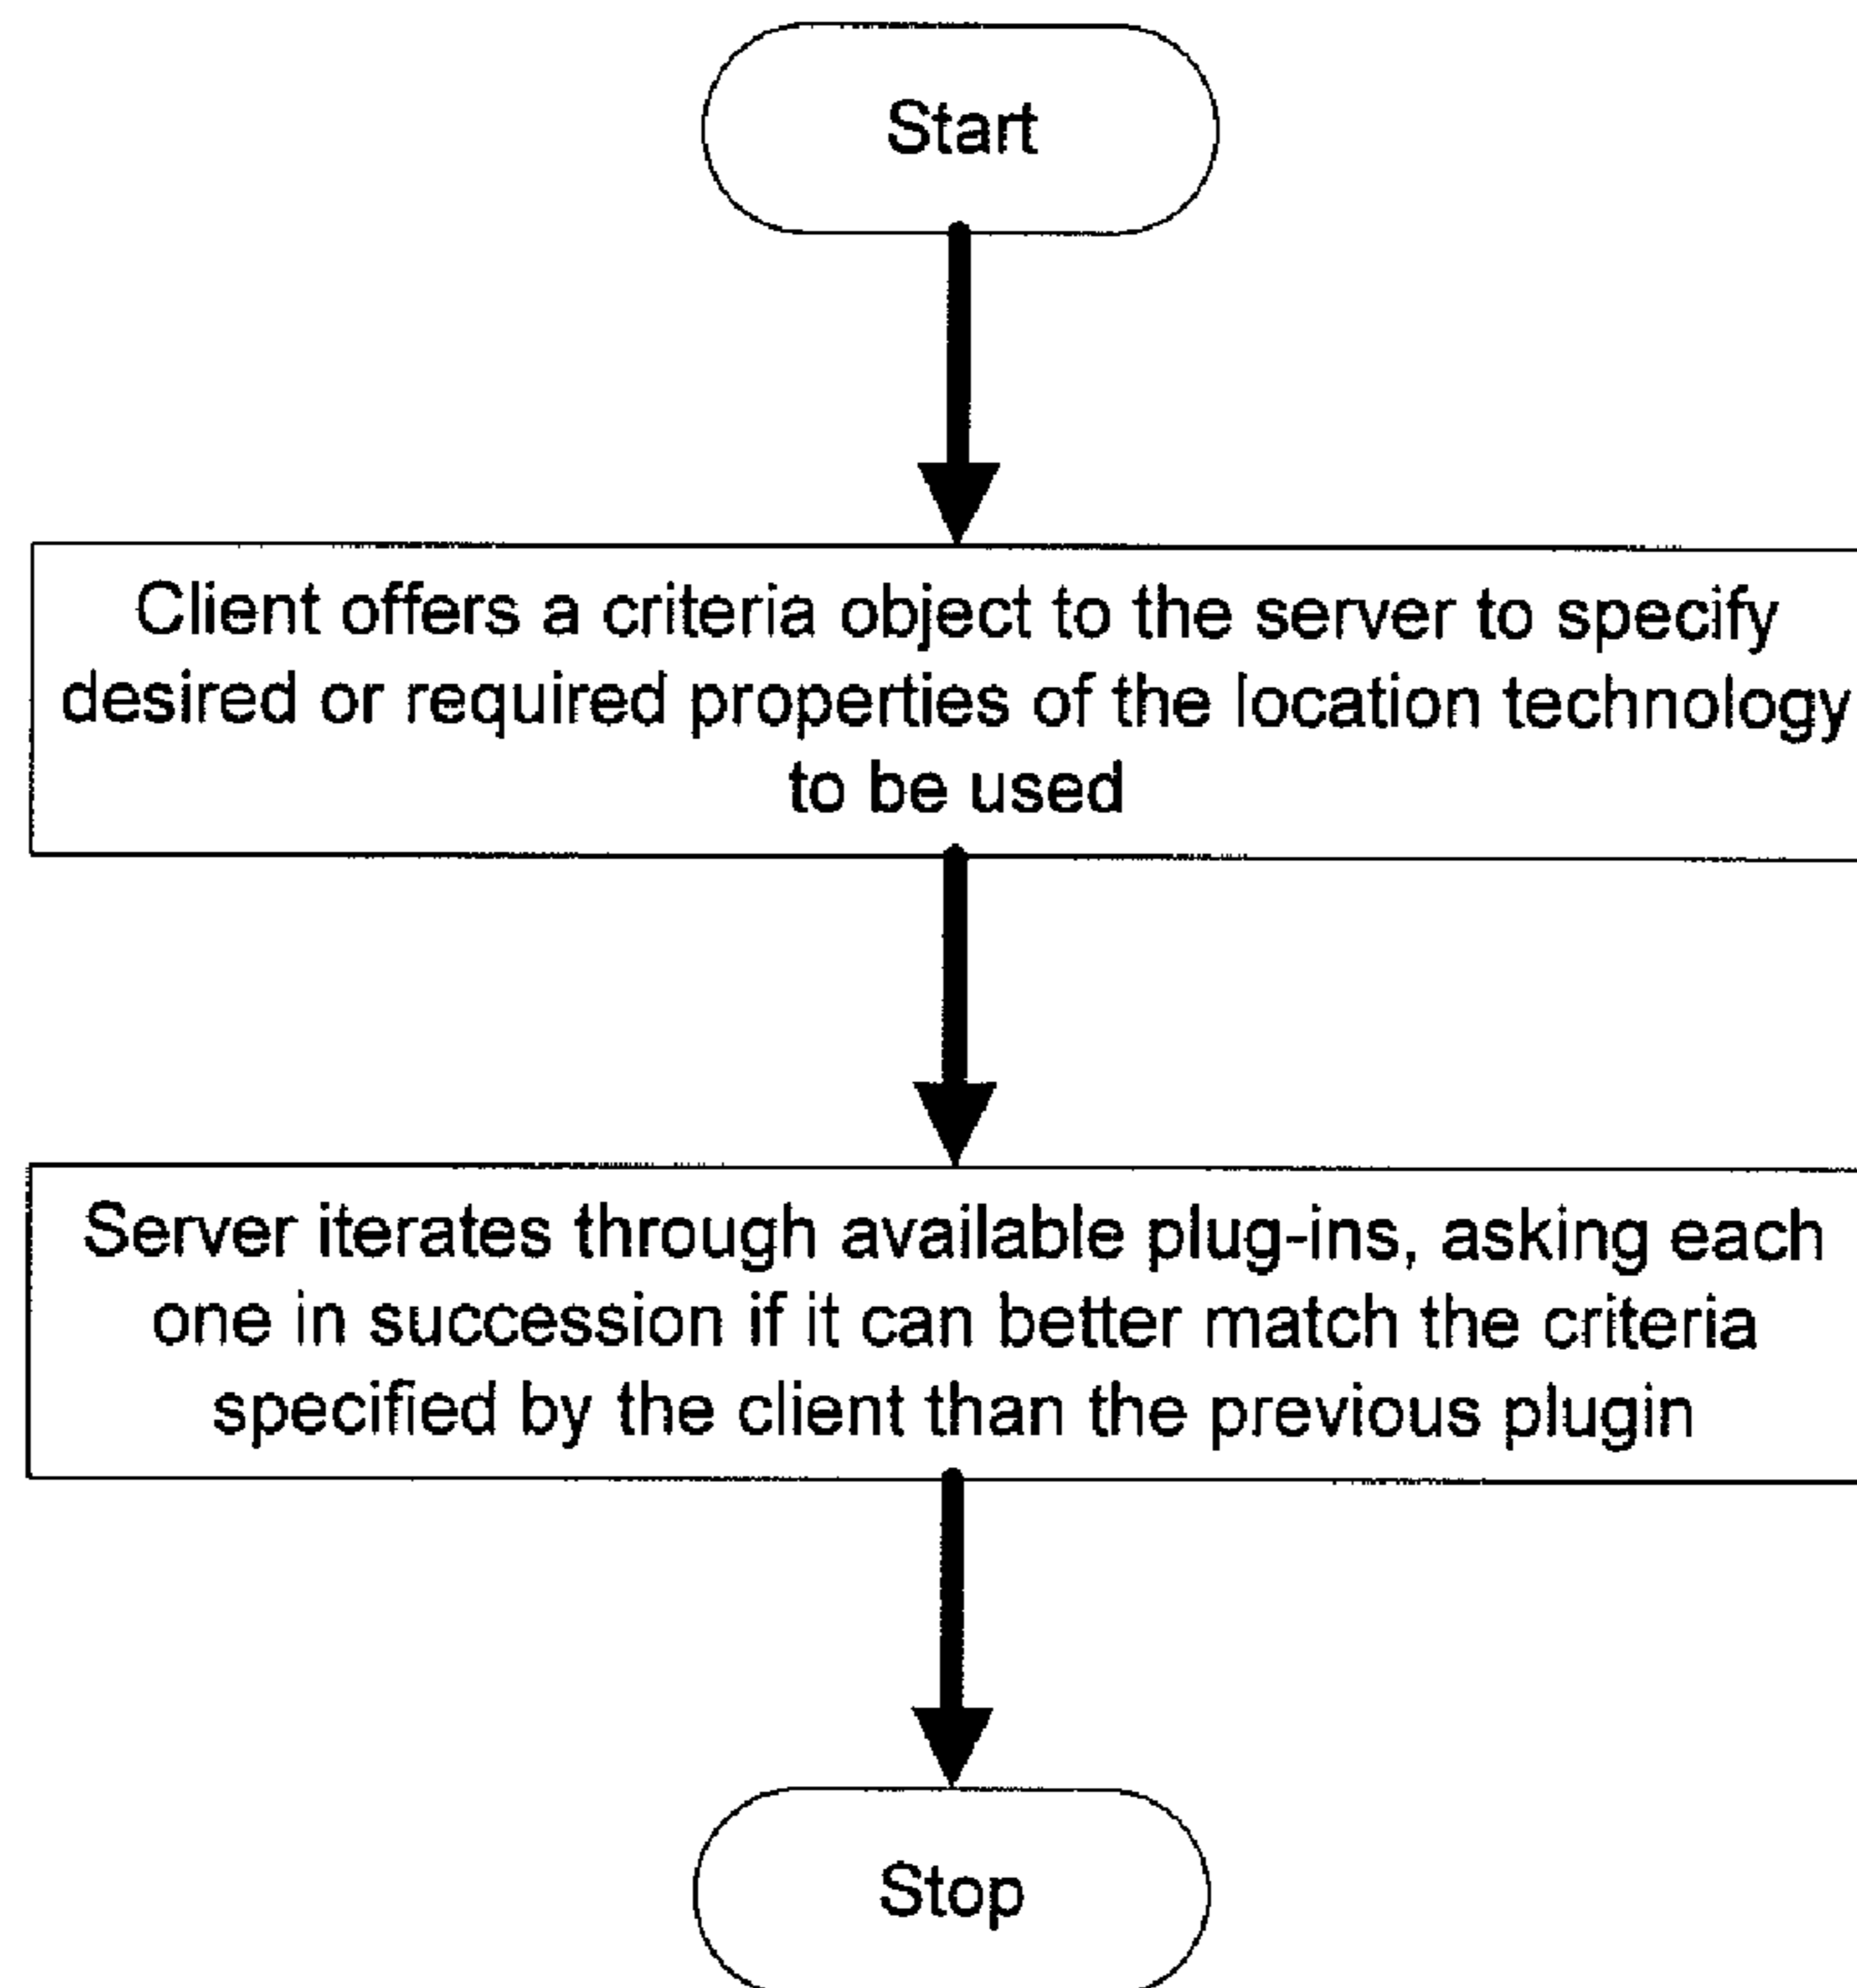 Start
Client offers a criteria object to the server to specify
desired or required properties of the location technology
to be used
Server iterates through available plug-ins, asking each
one in succession if it can better match the criteria
specified by the client than the previous plugin
Stop